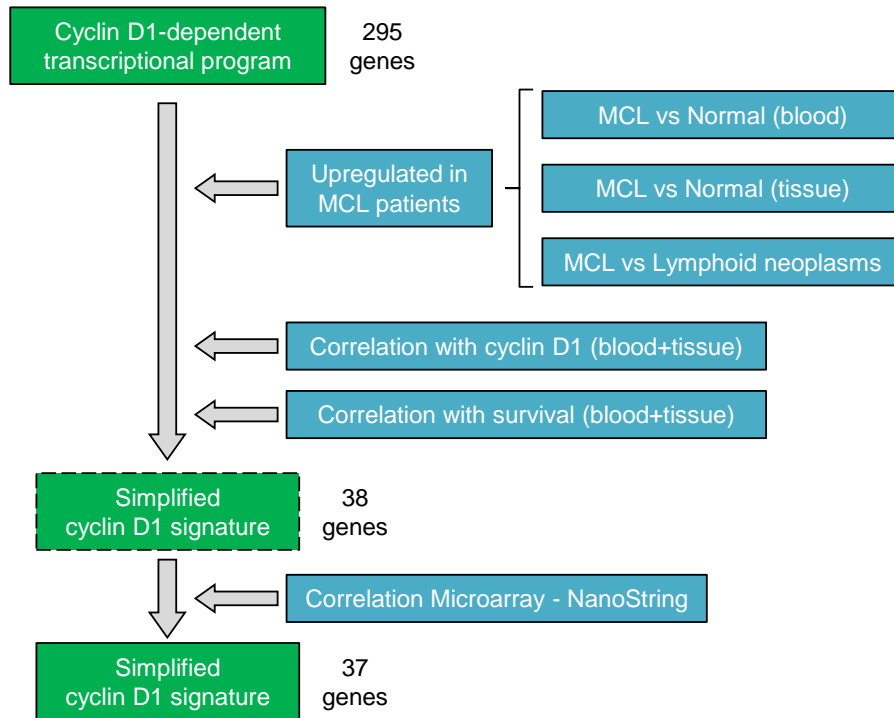 Cyclin D1-dependent
transcriptional program
295
genes
MCL vs Normal (blood)
Upregulated in
MCL patients
MCL vs Normal (tissue)
MCL vs Lymphoid neoplasms
Correlation with cyclin D1 (blood+tissue)
Correlation with survival (blood+tissue)
Simplified
cyclin D1 signature
38
genes
Correlation Microarray - NanoString
Simplified
cyclin D1 signature
37
genes